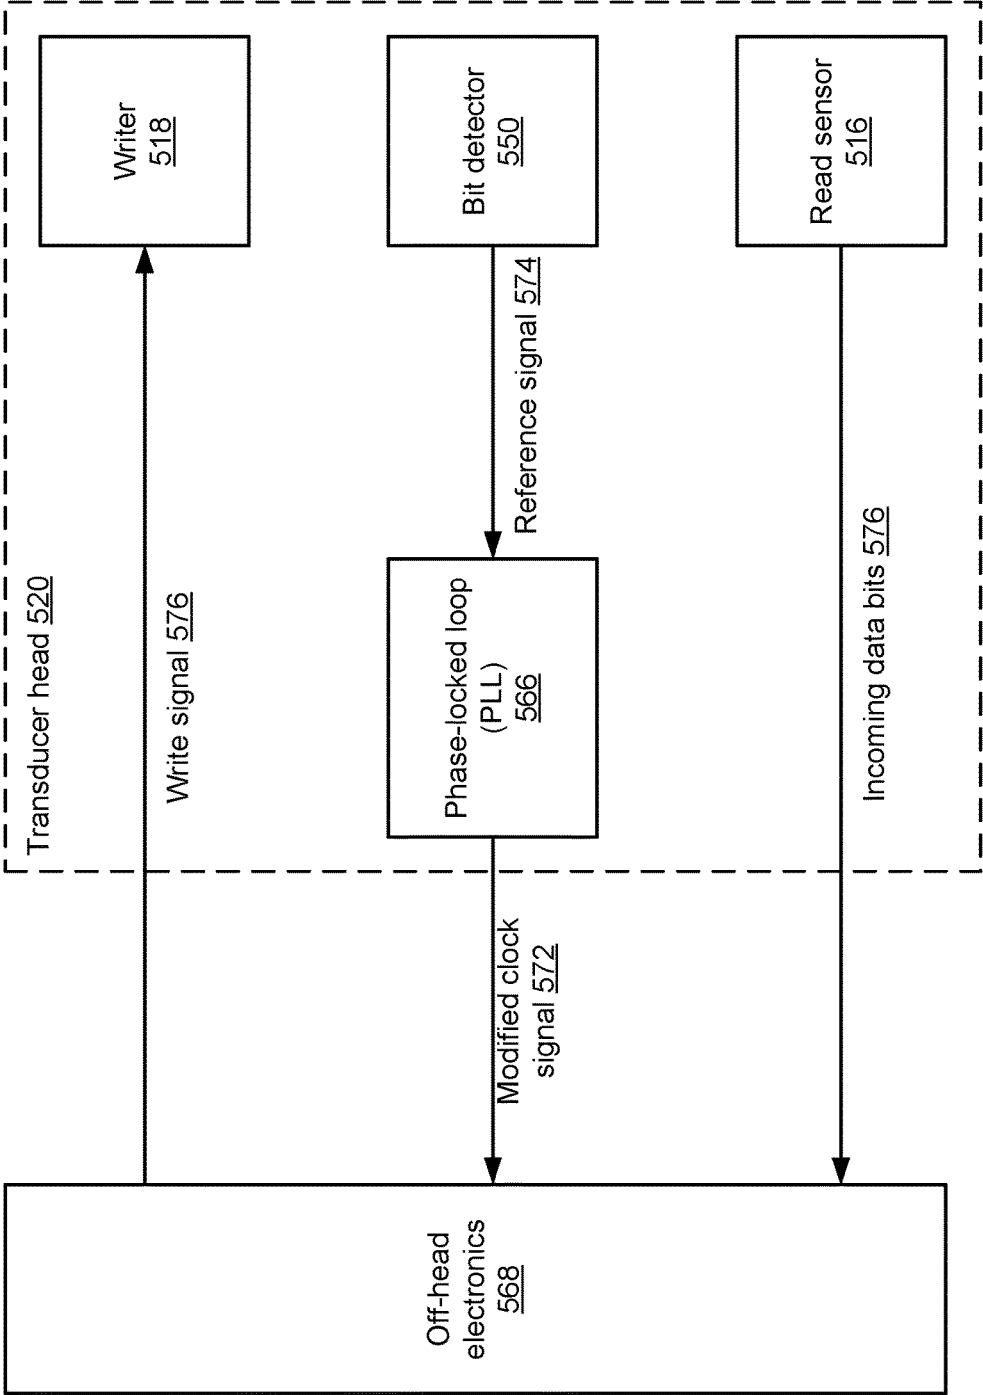 Transducer head 520
Writer
518
Write signal 576
Bit detector
550
Reference signal 574
Phase-locked loop
(PLL)
566
Modified clock
signal 572
Read sensor
516
Incoming data bits 576
Off-head
electronics
568